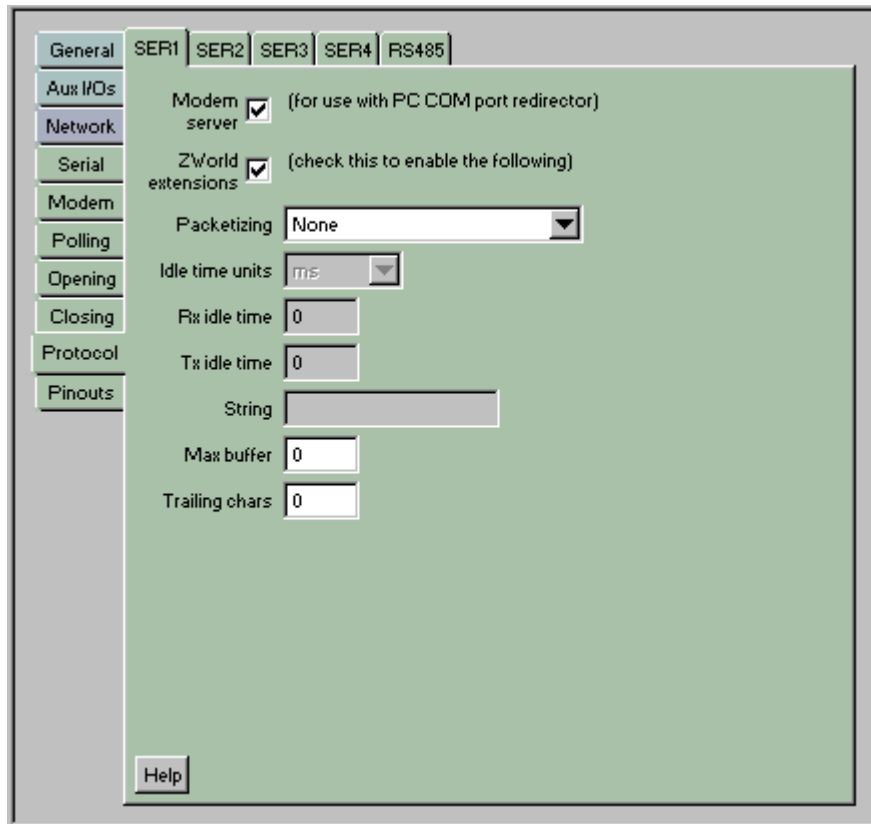 General
Aux I/Os
Network
Serial
Modem
Polling
Opening
Closing
Protocol
Pinouts
SER1 SER2 SER3 SER4 RS485
Modem server (for use with PC COM port redirector)
ZWorld extensions (check this to enable the following)
Packetizing None
Idle time units ms
Rx idle time 0
Tx idle time 0
String
Max buffer 0
Trailing chars 0
Help